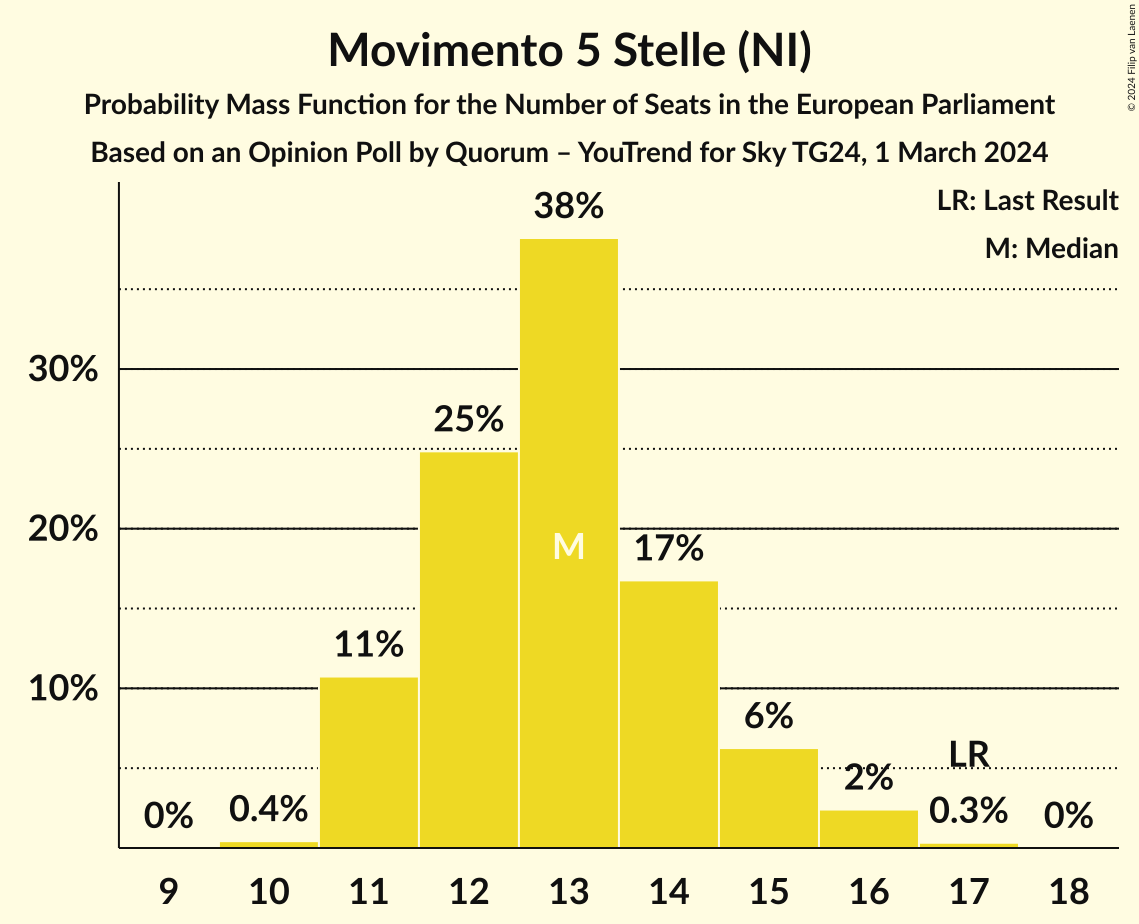 Movimento 5 Stelle (NI)
Probability Mass Function for the Number of Seats in the European Parliament
Based on an Opinion Poll by Quorum – YouTrend for Sky TG24, 1 March 2024
© 2024 Filip van Laenen
LR: Last Result
M: Median
38%
30%
25%
20%
M
17%
11%
10%
6%
LR
2%
0% 0.4% 0.3% 0%
9 10 11 12 13 14 15 16 17 18